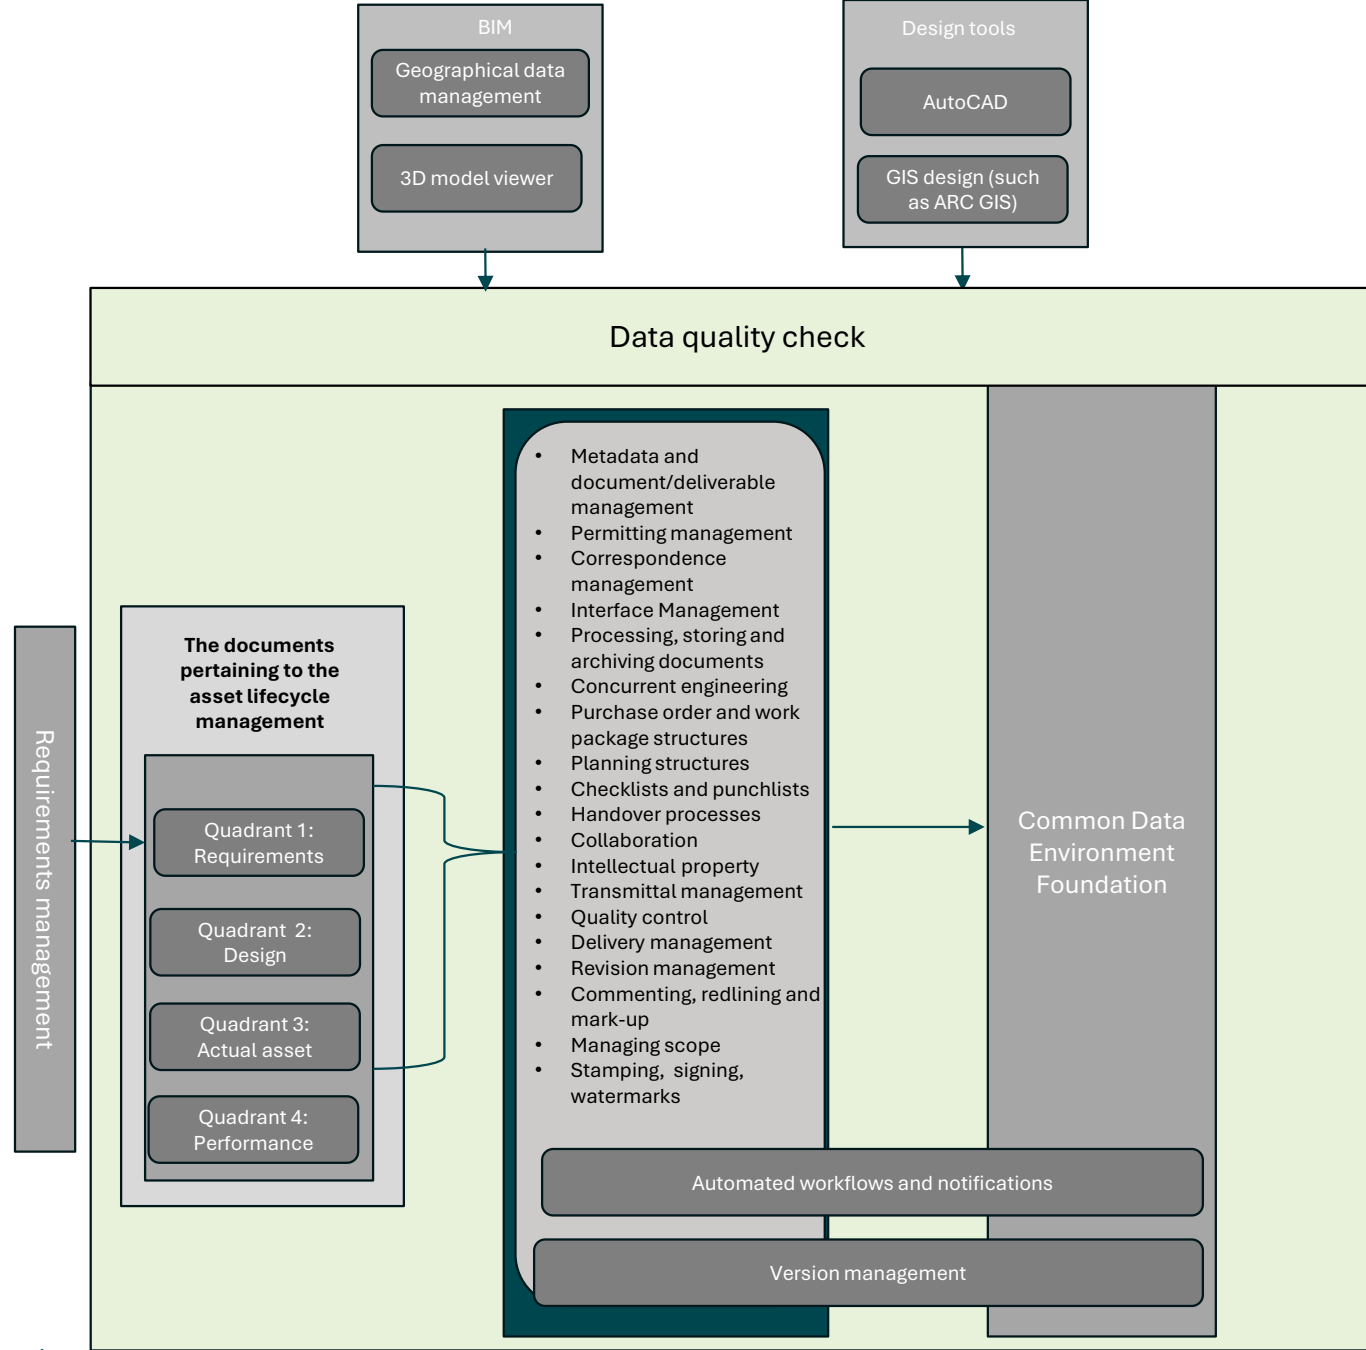 BIM
Geographical data
management
3D model viewer
Design tools
AutoCAD
GIS design (such
as ARC GIS)
Data quality check
Requirements management
The documents
pertaining to the
asset lifecycle
management
Quadrant 1:
Requirements
Quadrant  2:
Design
Quadrant 3:
Actual asset
Quadrant 4:
Performance
• Metadata and
document/deliverable
management
• Permitting management
• Correspondence
management
• Interface Management
• Processing, storing and
archiving documents
• Concurrent engineering
• Purchase order and work
package structures
• Planning structures
• Checklists and punchlists
• Handover processes
• Collaboration
• Intellectual property
• Transmittal management
• Quality control
• Delivery management
• Revision management
• Commenting, redlining and
mark-up
• Managing scope
• Stamping,  signing,
watermarks
Common Data
Environment
Foundation
Automated workflows and notifications
Version management